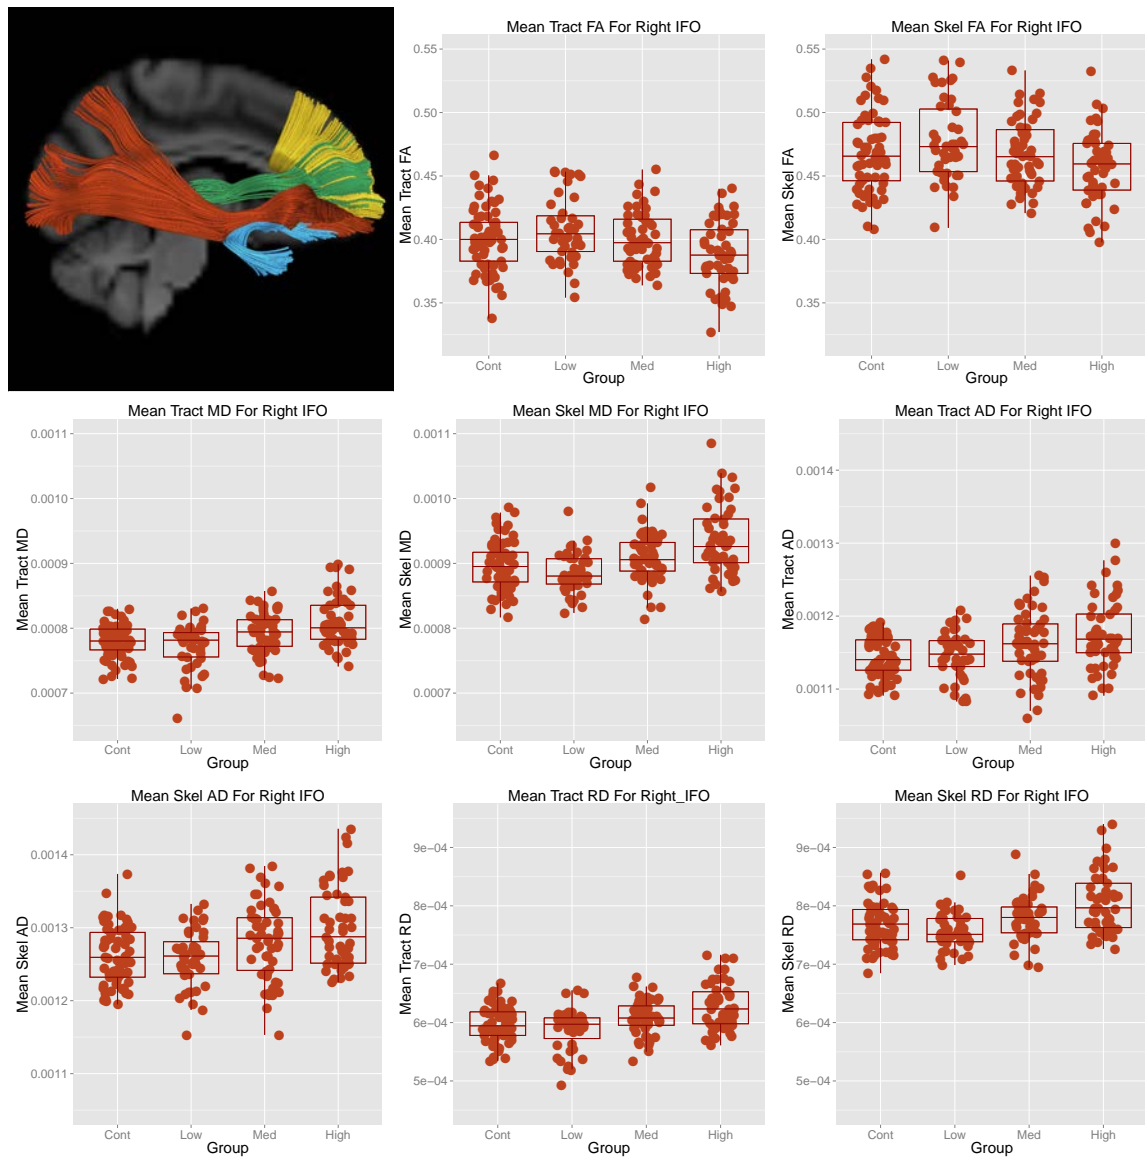 Mean Tract FA For Right IFO
Mean Tract FA
0.55
0.50
0.45
0.40
0.35
Cont Low Med High
Group
Mean Skel FA For Right IFO
Mean Skel FA
0.55
0.50
0.45
0.40
0.35
Cont Low Med High
Group
Mean Tract MD For Right IFO
Mean Tract MD
0.0011
0.0010
0.0009
0.0008
0.0007
Cont Low Med High
Group
Mean Skel MD For Right IFO
Mean Skel MD
0.0011
0.0010
0.0009
0.0008
0.0007
Cont Low Med High
Group
Mean Tract AD For Right IFO
Mean Tract AD
0.0014
0.0013
0.0012
0.0011
Cont Low Med High
Group
Mean Skel AD For Right IFO
Mean Skel AD
0.0014
0.0013
0.0012
0.0011
Cont Low Med High
Group
Mean Tract RD For Right_IFO
Mean Tract RD
9e−04
8e−04
7e−04
6e−04
5e−04
Cont Low Med High
Group
Mean Skel RD For Right IFO
Mean Skel RD
9e−04
8e−04
7e−04
6e−04
5e−04
Cont Low Med High
Group